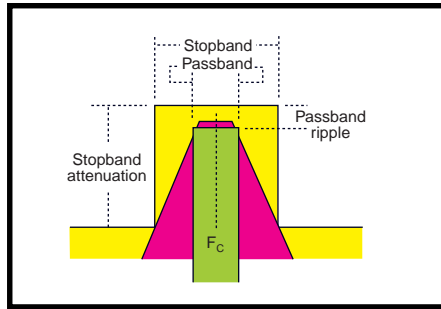 Stopband
Passband
Passband
ripple
Stopband
attenuation
FC